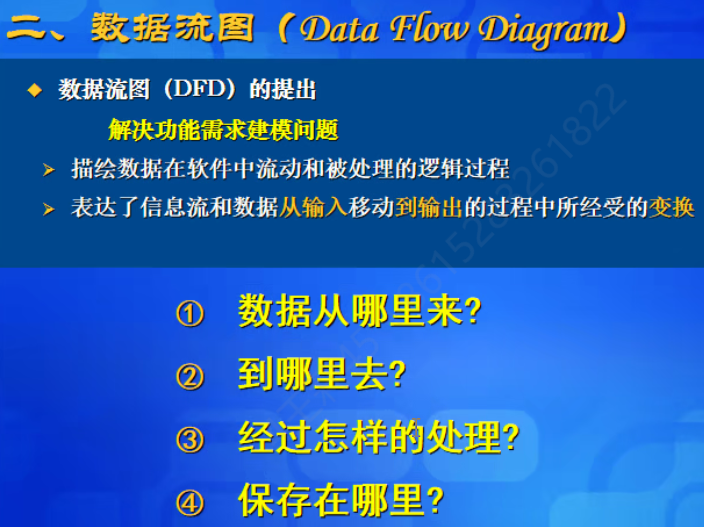 二、数据流图（Data Flow Diagram）
◆ 数据流图（DFD）的提出
解决功能需求建模问题
➢ 描绘数据在软件中流动和被处理的逻辑过程
➢ 表达了信息流和数据从输入移动到输出的过程中所经受的变换
① 数据从哪里来?
② 到哪里去?
③ 经过怎样的处理?
④ 保存在哪里?